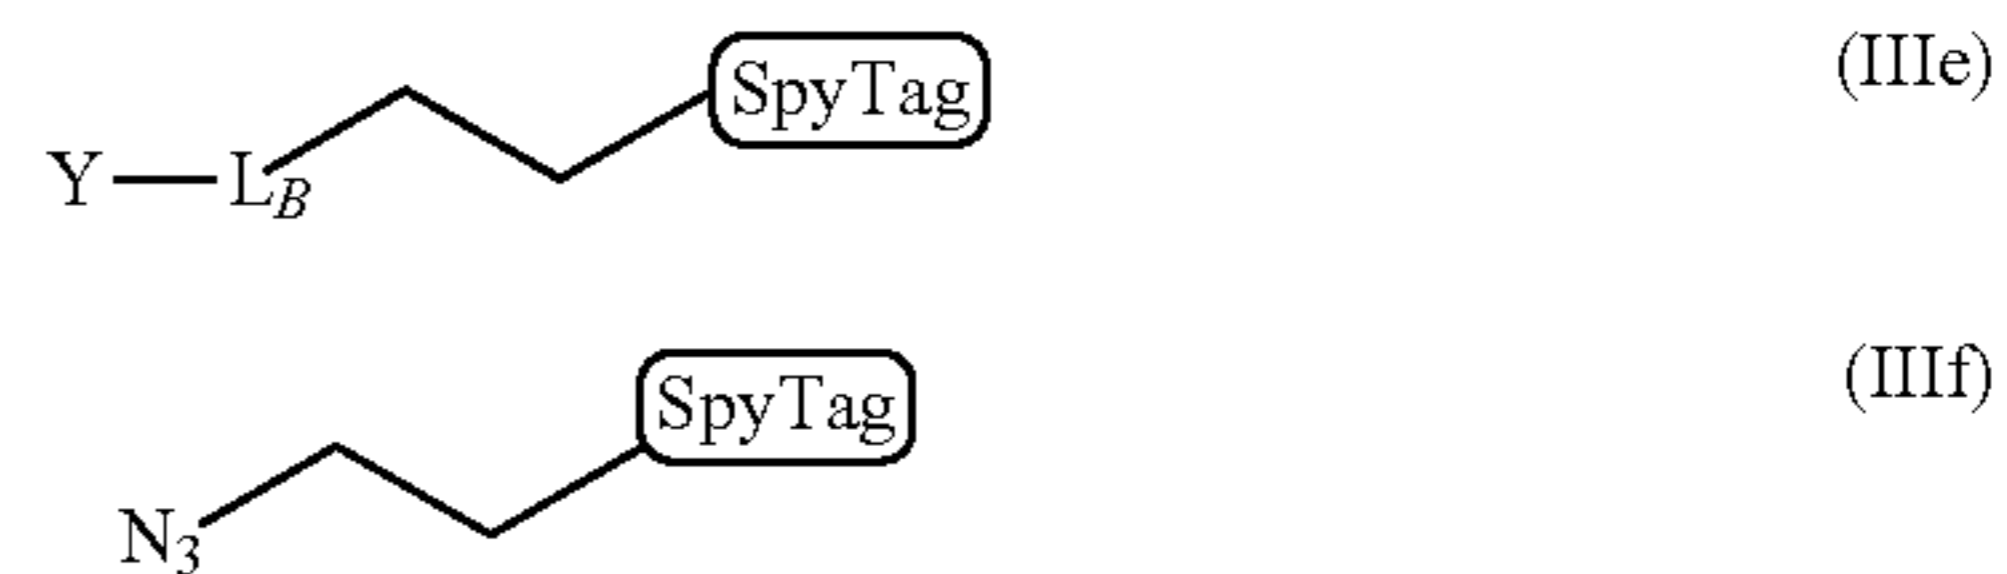 SpyTag (IIIe)
Y—L_B
SpyTag (IIIf)
N₃